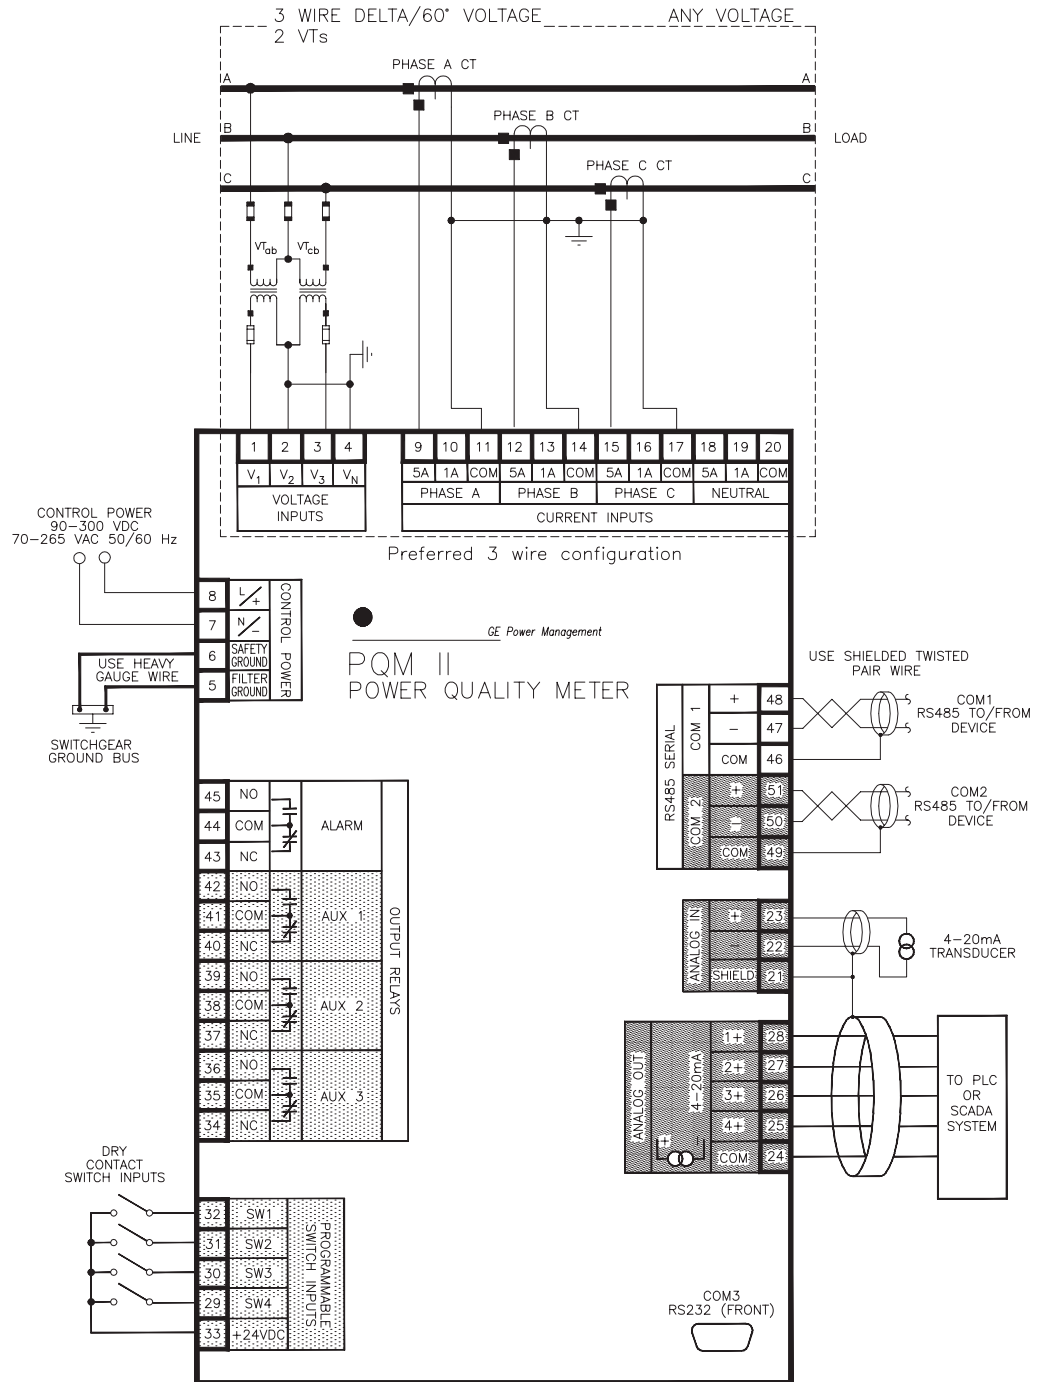 3 WIRE DELTA/60° VOLTAGE
ANY VOLTAGE
2 VTs
PHASE A CT
A
A
PHASE B CT
LINE
B
B
LOAD
PHASE C CT
C
C
VTab
VTcb
1 2 3 4
9 10 11 12 13 14 15 16 17 18 19 20
V1 V2 V3 VN
5A 1A COM 5A 1A COM 5A 1A COM 5A 1A COM
PHASE A PHASE B PHASE C NEUTRAL
VOLTAGE
INPUTS
CURRENT INPUTS
Preferred 3 wire configuration
CONTROL POWER
90-300 VDC
70-265 VAC 50/60 Hz
8 L/+
7 N/-
6 SAFETY
GROUND
5 FILTER
GROUND
CONTROL POWER
USE HEAVY
GAUGE WIRE
SWITCHGEAR
GROUND BUS
GE Power Management
PQM II
POWER QUALITY METER
USE SHIELDED TWISTED
PAIR WIRE
RS485 SERIAL
COM 1
+ 48
- 47
COM 46
COM1
RS485 TO/FROM
DEVICE
COM 2
+ 51
- 50
COM 49
COM2
RS485 TO/FROM
DEVICE
45 NO
44 COM
43 NC
ALARM
42 NO
41 COM
40 NC
AUX 1
39 NO
38 COM
37 NC
AUX 2
36 NO
35 COM
34 NC
AUX 3
OUTPUT RELAYS
ANALOG IN
+ 23
- 22
SHIELD 21
4-20mA
TRANSDUCER
ANALOG OUT
4-20mA
+ -
1+ 28
2+ 27
3+ 26
4+ 25
COM 24
TO PLC
OR
SCADA
SYSTEM
DRY
CONTACT
SWITCH INPUTS
32 SW1
31 SW2
30 SW3
29 SW4
33 +24VDC
PROGRAMMABLE
SWITCH INPUTS
COM3
RS232 (FRONT)